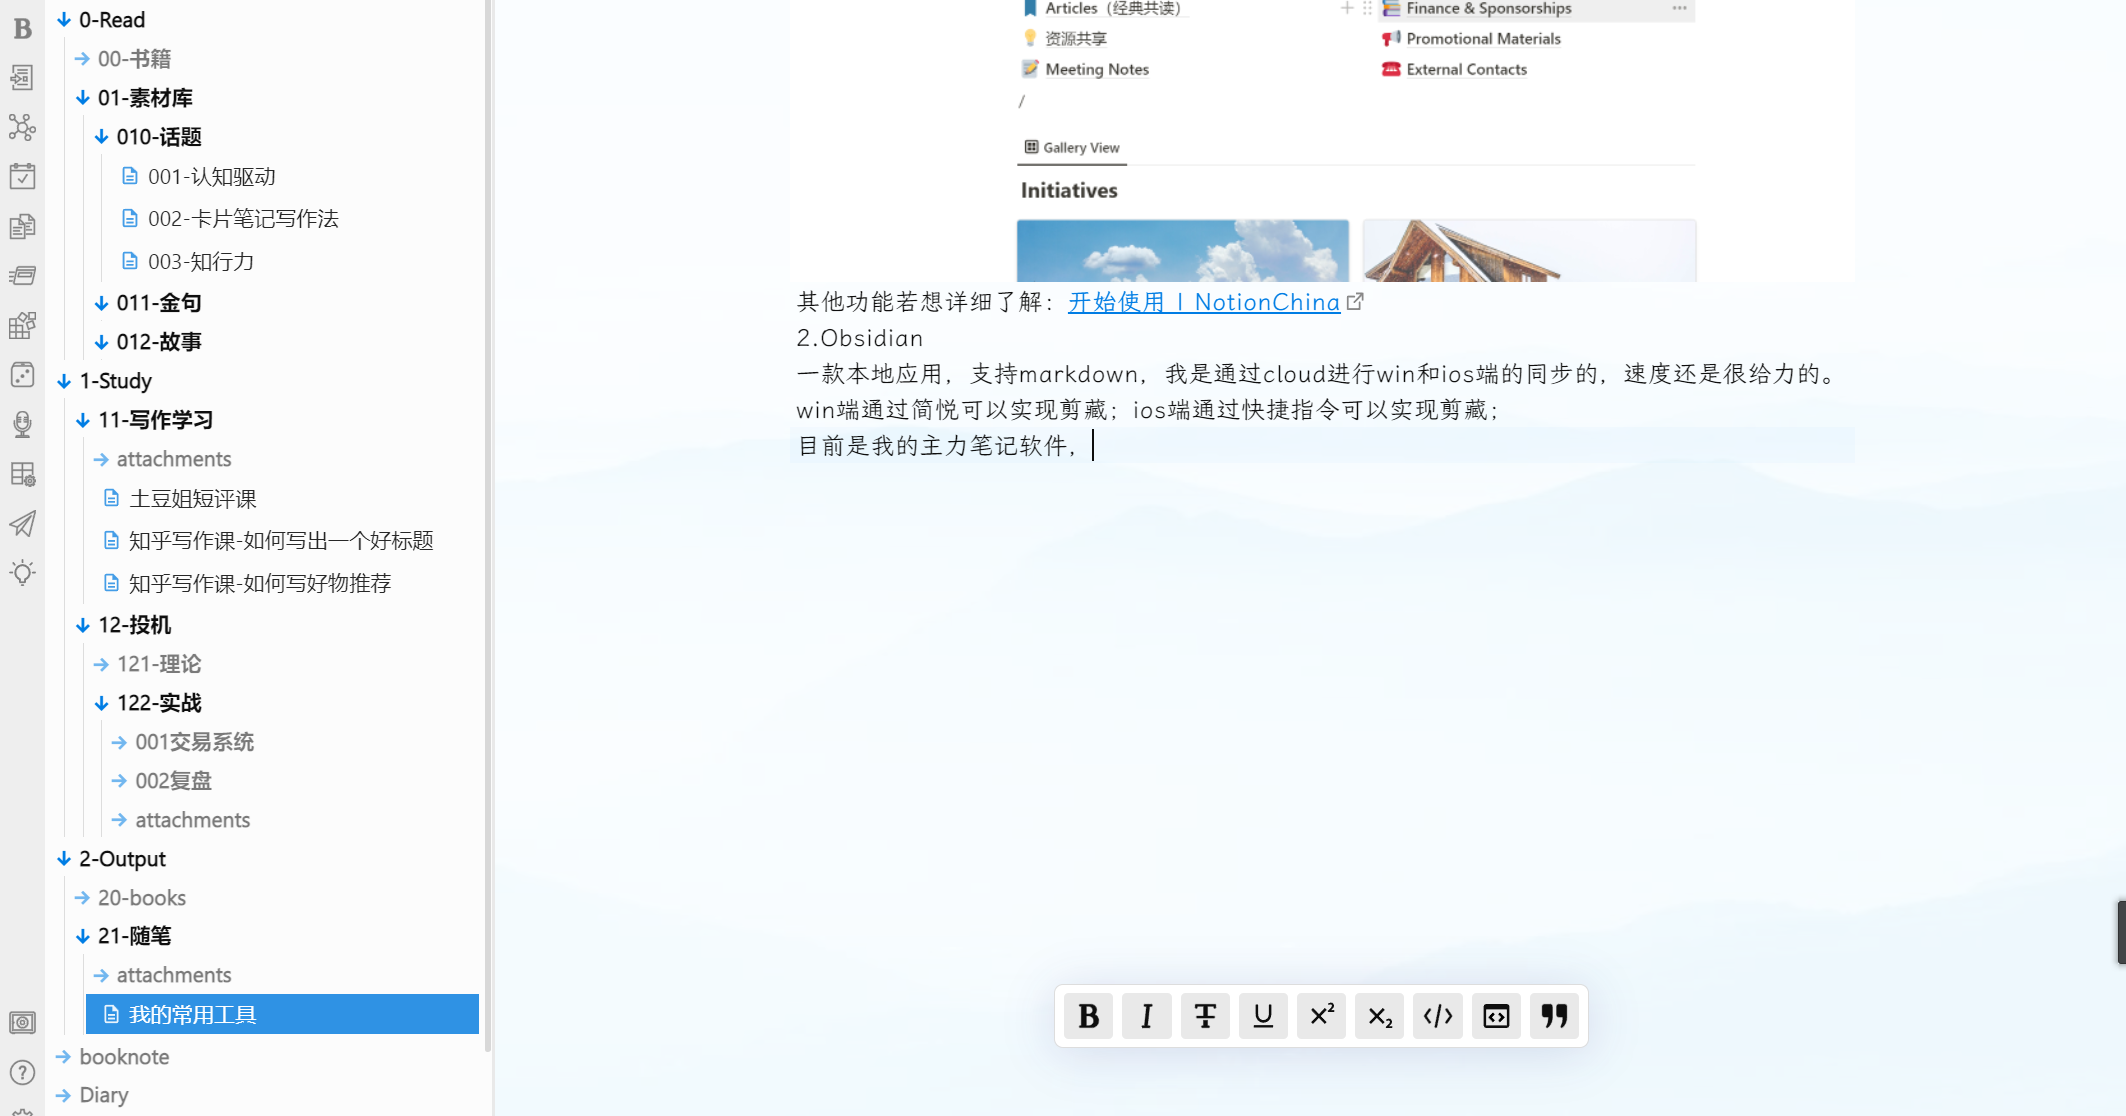 0-Read
00-书籍
01-素材库
010-话题
001-认知驱动
002-卡片笔记写作法
003-知行力
011-金句
012-故事
1-Study
11-写作学习
attachments
土豆姐短评课
知乎写作课-如何写出一个好标题
知乎写作课-如何写好物推荐
12-投机
121-理论
122-实战
001交易系统
002复盘
attachments
2-Output
20-books
21-随笔
attachments
我的常用工具
booknote
Diary
Articles（经典共读）
Finance & Sponsorships
资源共享
Promotional Materials
Meeting Notes
External Contacts
/
Gallery View
Initiatives
其他功能若想详细了解：开始使用 | NotionChina
2.Obsidian
一款本地应用，支持markdown，我是通过cloud进行win和ios端的同步的，速度还是很给力的。
win端通过简悦可以实现剪藏；ios端通过快捷指令可以实现剪藏；
目前是我的主力笔记软件，